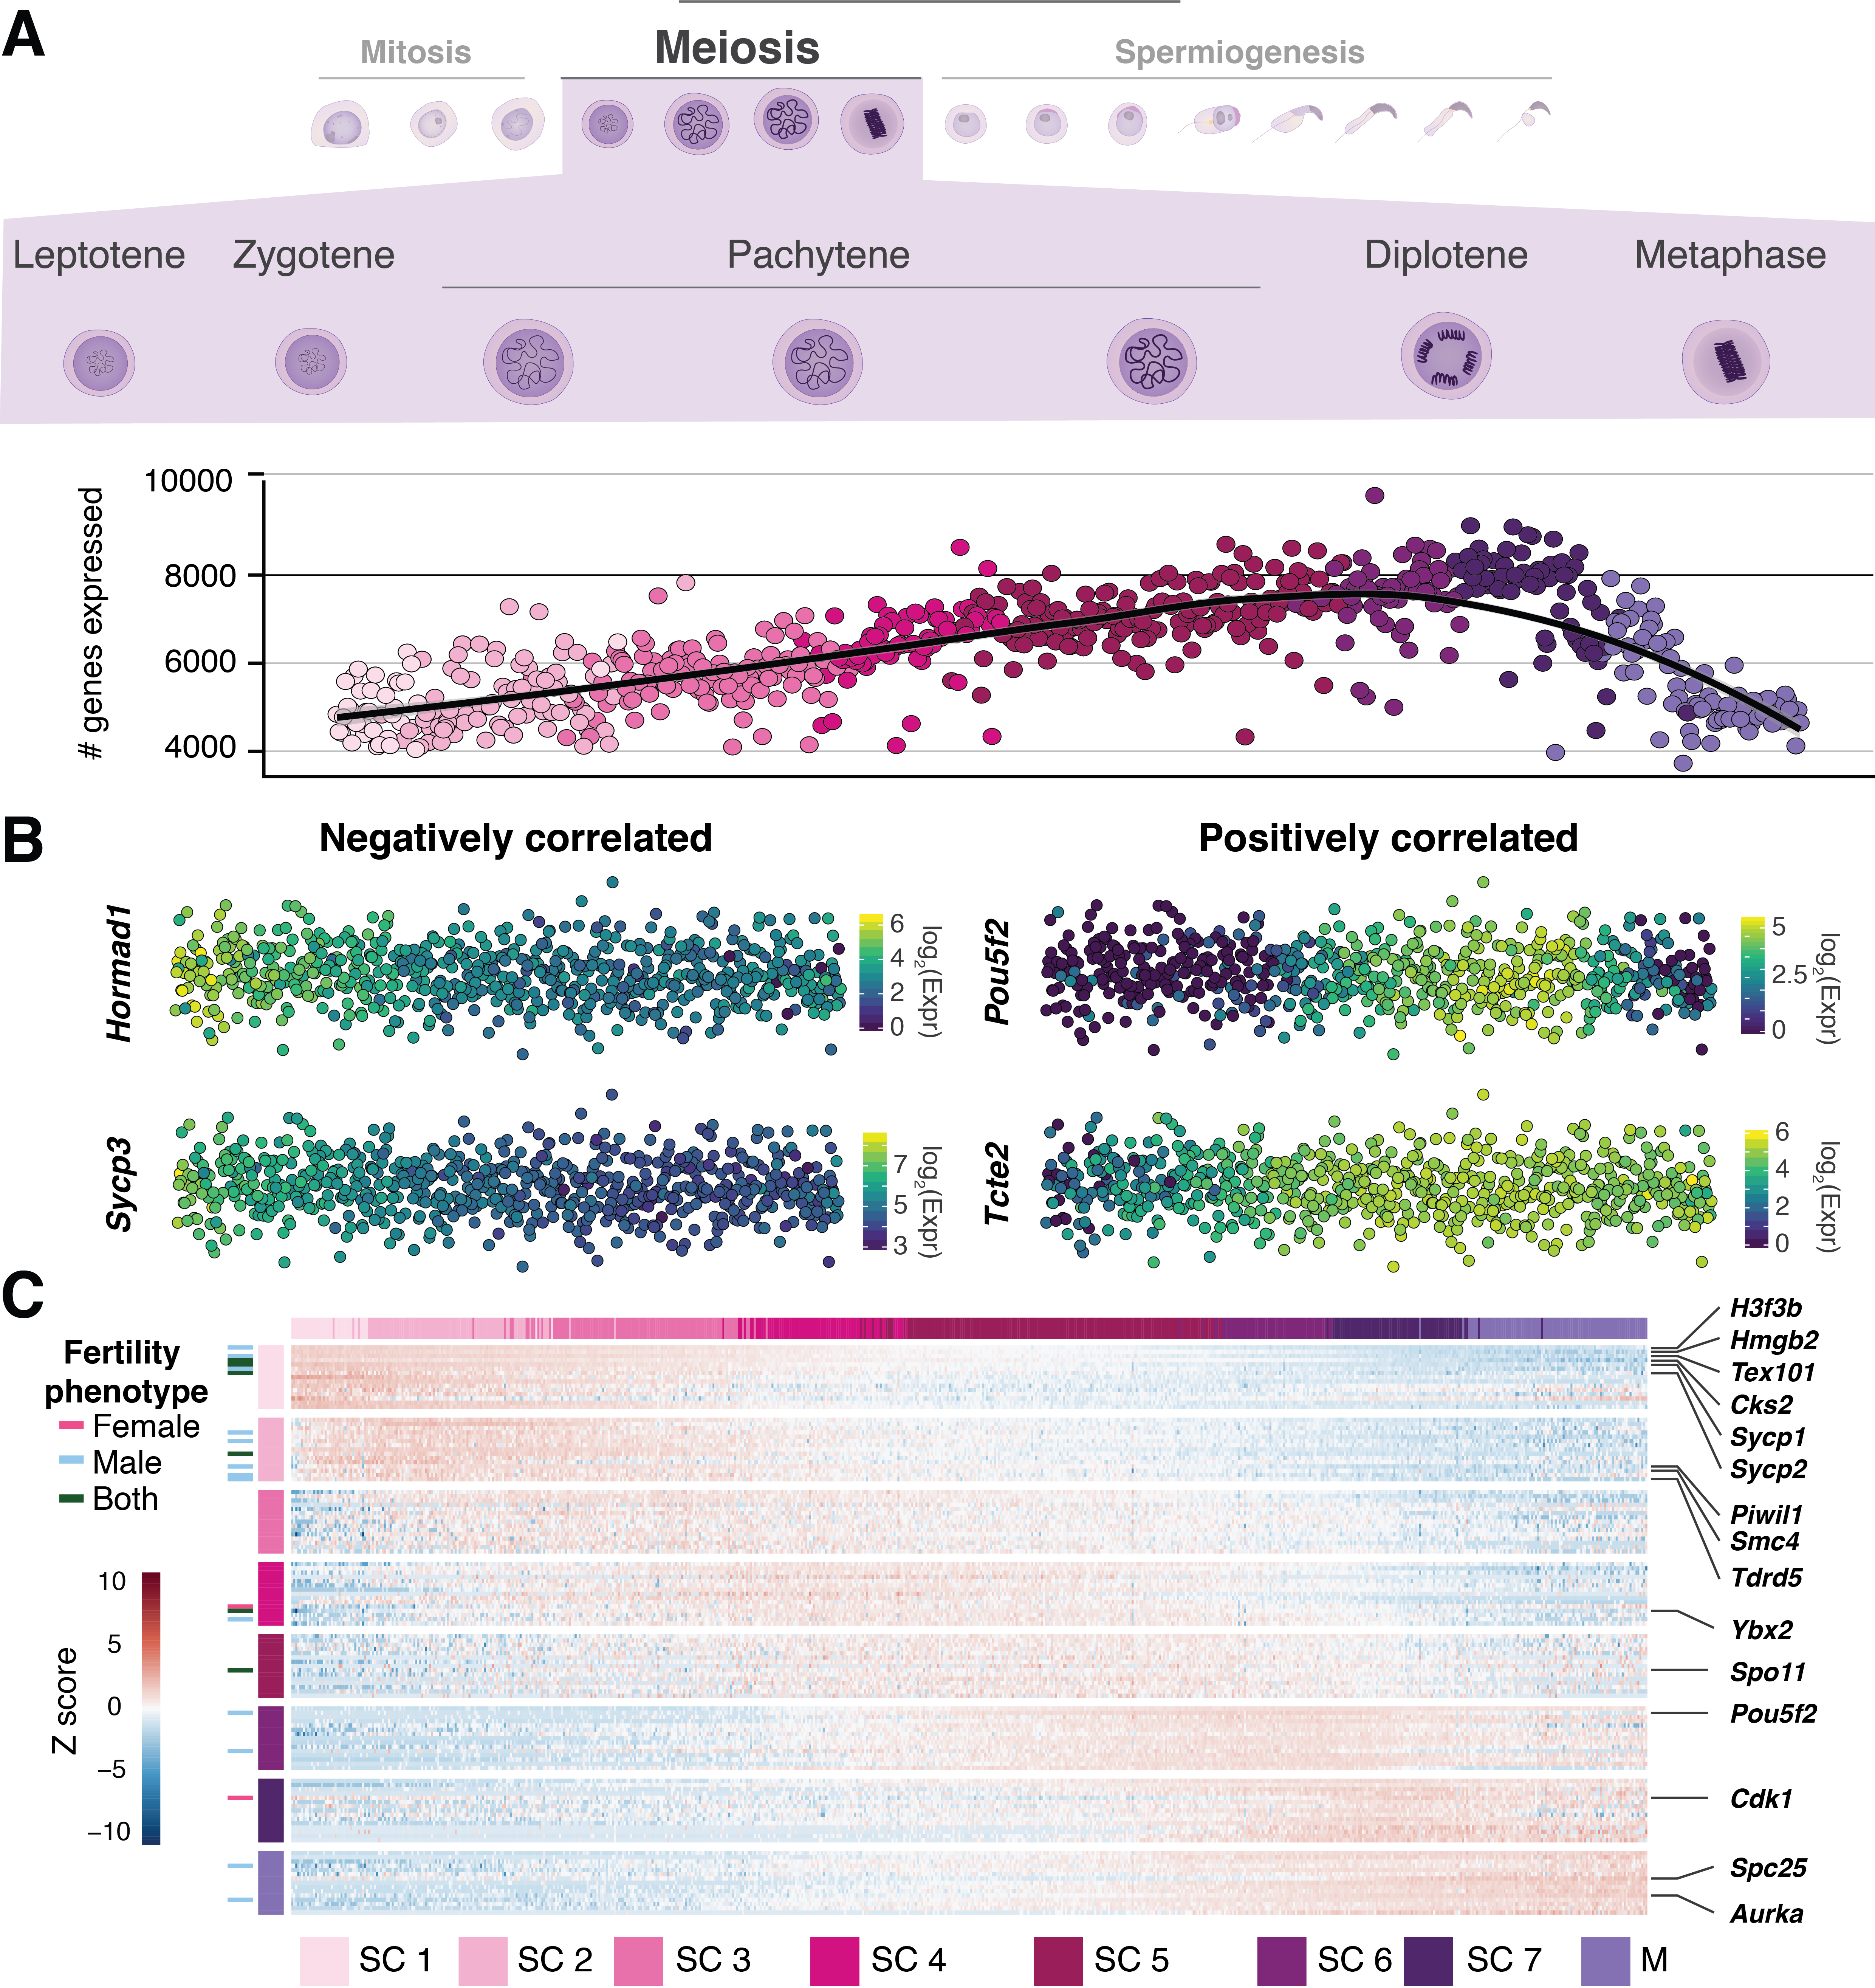 A
Mitosis
Meiosis
Spermiogenesis
Leptotene
Zygotene
Pachytene
Diplotene
Metaphase
# genes expressed
10000
8000
6000
4000
B
Negatively correlated
Positively correlated
Hormad1
6
4
2
0
log2(Expr)
Pou5f2
5
2.5
0
log2(Expr)
Sycp3
7
5
3
log2(Expr)
Tcte2
6
4
2
0
log2(Expr)
C
Fertility
phenotype
Female
Male
Both
Z score
10
5
0
−5
−10
H3f3b
Hmgb2
Tex101
Cks2
Sycp1
Sycp2
Piwil1
Smc4
Tdrd5
Ybx2
Spo11
Pou5f2
Cdk1
Spc25
Aurka
SC 1
SC 2
SC 3
SC 4
SC 5
SC 6
SC 7
M